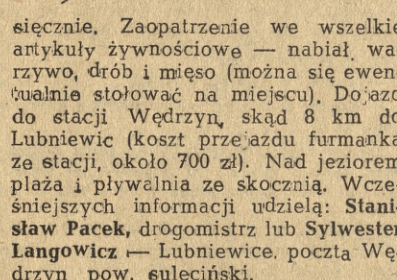 sięcznie. Zaopatrzenie we wszelkie
artykuły żywnościowe — nabiał, wa-
rzywo, drób i mięso (można się ewen-
tualnie stołować na miejscu). Dojazd
do stacji Wędrzyn, skąd 8 km do
Lubniewic (koszt przejazdu furmanką
ze stacji, około 700 zł). Nad jeziorem
plaża i pływalnia ze skocznią. Wcze-
śniejszych informacji udzielą: Stani-
sław Pacek, drogomistrz lub Sylwester
Langowicz — Lubniewice, poczta Wę-
drzyn pow. sulęciński.